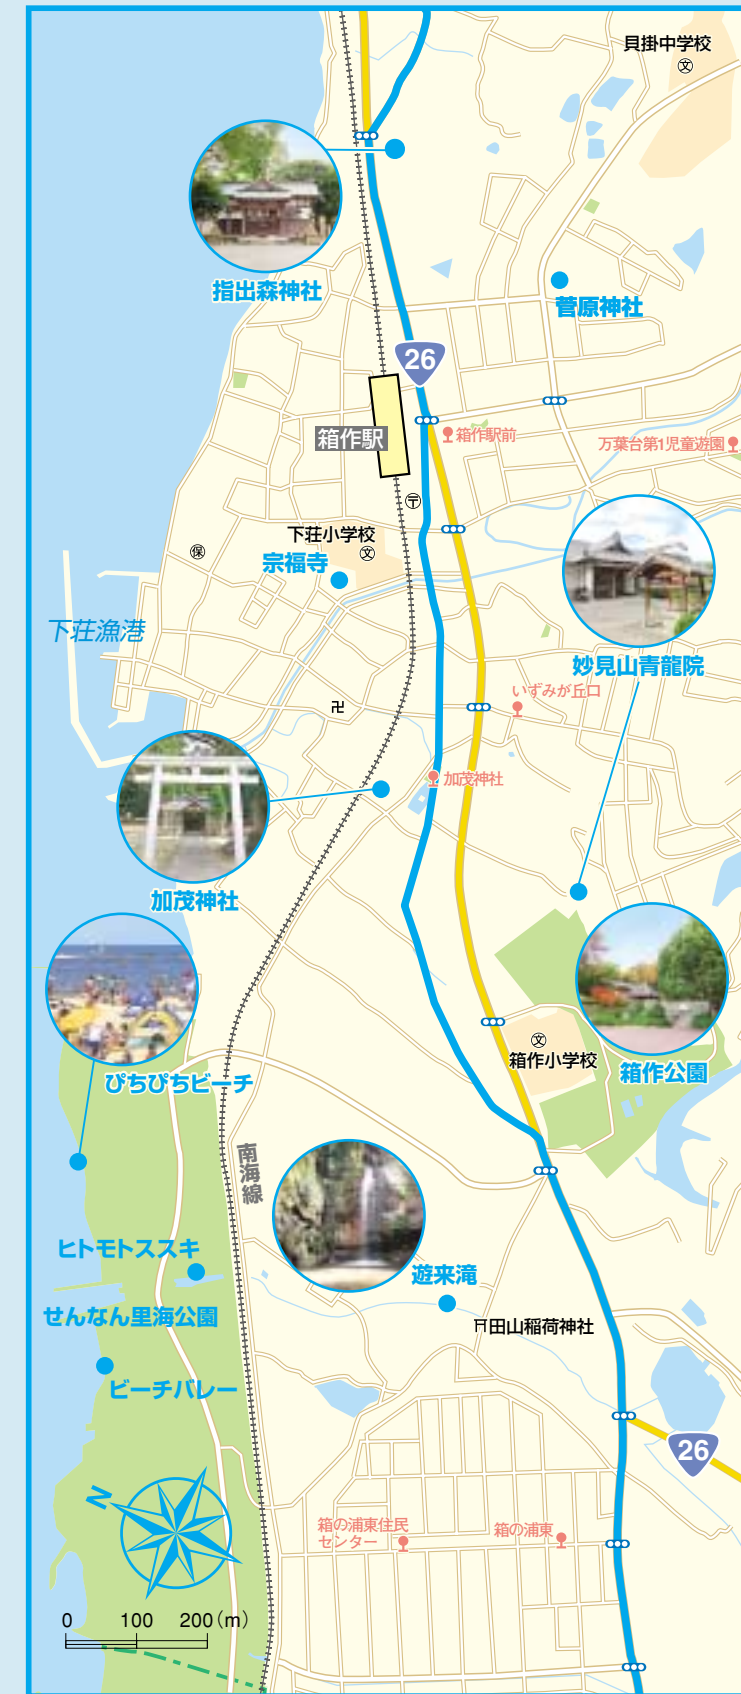 貝掛中学校
文
指出森神社
菅原神社
26
箱作駅
箱作駅前
万葉台第1児童遊園
〒
下荘小学校
文
保
宗福寺
下荘漁港
妙見山青龍院
いずみが丘口
卍
加茂神社
加茂神社
ぴちぴちビーチ
文
箱作小学校
箱作公園
南海線
ヒトモトススキ
遊来滝
せんなん里海公園
田山稲荷神社
ビーチバレー
26
N
箱の浦東住民
センター
箱の浦東
0 100 200(m)